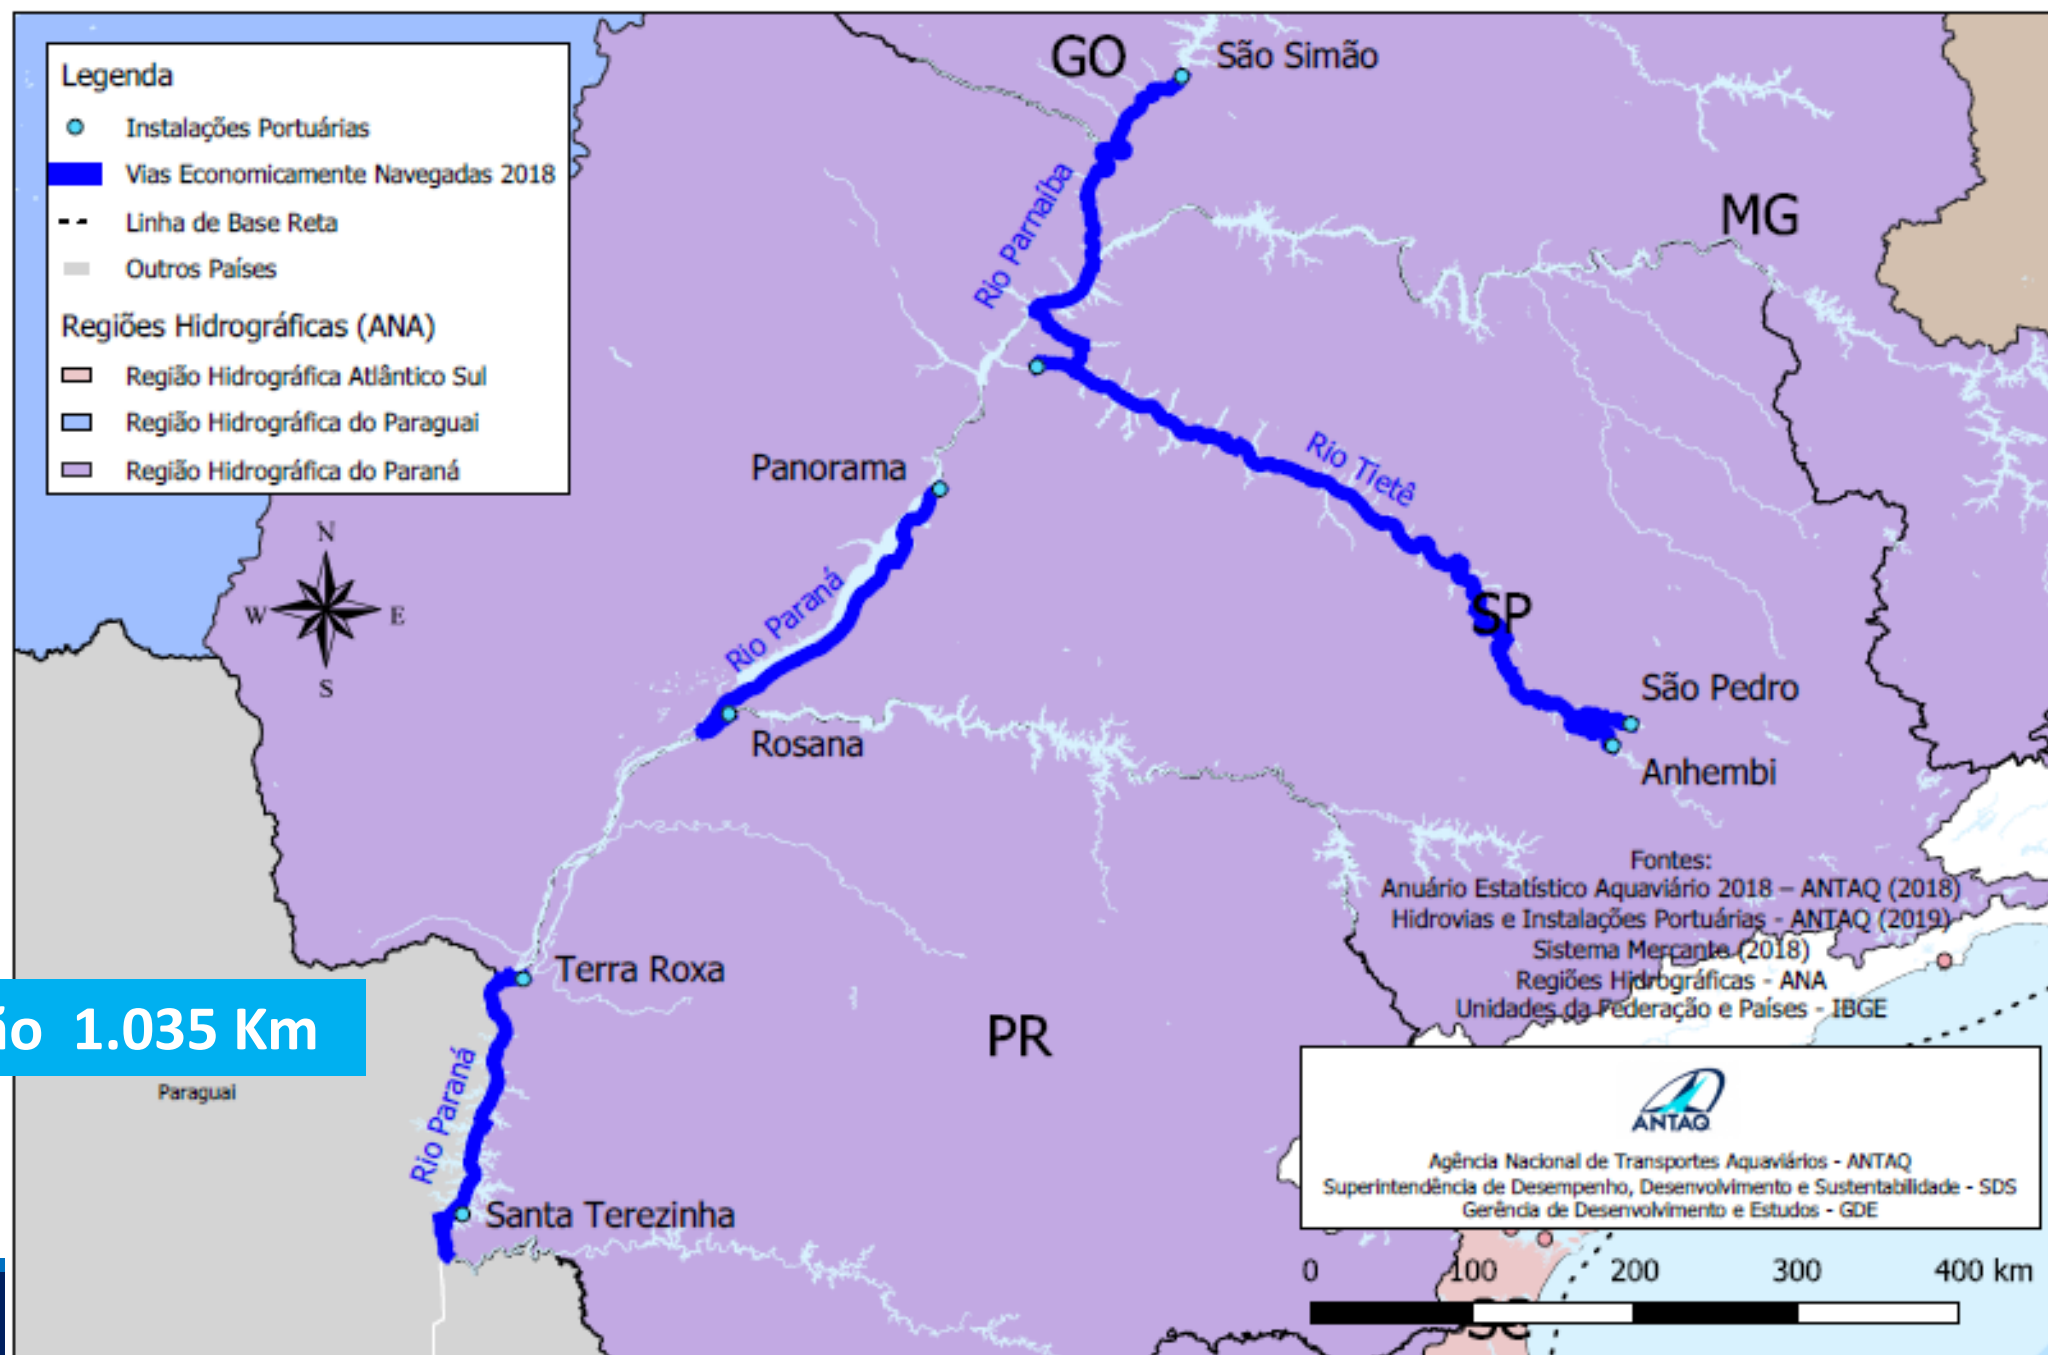 Legenda
Instalações Portuárias
Vias Economicamente Navegadas 2018
Linha de Base Reta
Outros Países
Regiões Hidrográficas (ANA)
Região Hidrográfica Atlântico Sul
Região Hidrográfica do Paraguai
Região Hidrográfica do Paraná
GO
São Simão
Rio Parnaíba
MG
Panorama
Rio Tietê
N
W
E
S
Rio Paraná
SP
São Pedro
Rosana
Anhembi
Fontes:
Anuário Estatístico Aquaviário 2018 – ANTAQ (2018)
Hidrovias e Instalações Portuárias - ANTAQ (2019)
Sistema Mercante (2018)
Regiões Hidrográficas - ANA
Unidades da Federação e Países - IBGE
Terra Roxa
1.035 Km
PR
Paraguai
Rio Paraná
Santa Terezinha
ANTAQ
Agência Nacional de Transportes Aquaviários - ANTAQ
Superintendência de Desempenho, Desenvolvimento e Sustentabilidade - SDS
Gerência de Desenvolvimento e Estudos - GDE
0 100 200 300 400 km